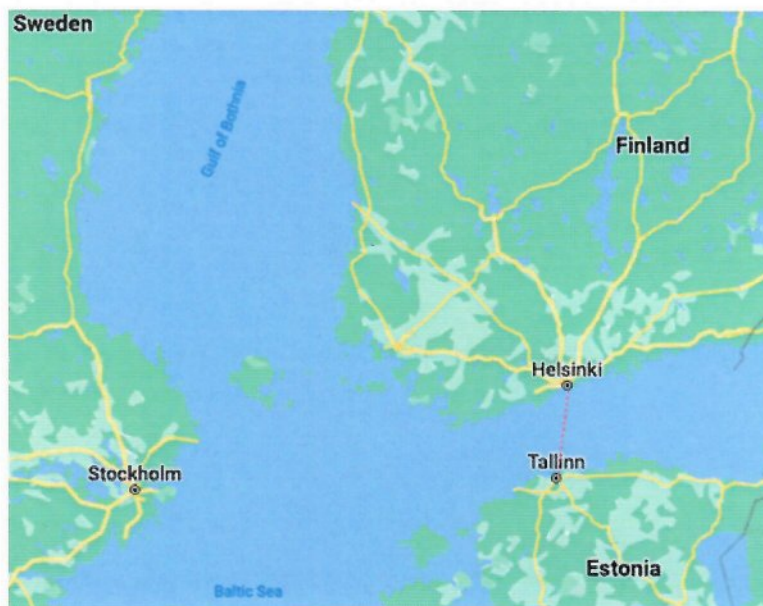 Sweden
Gulf of Bothnia
Finland
Helsinki
Stockholm
Tallinn
Estonia
Baltic Sea